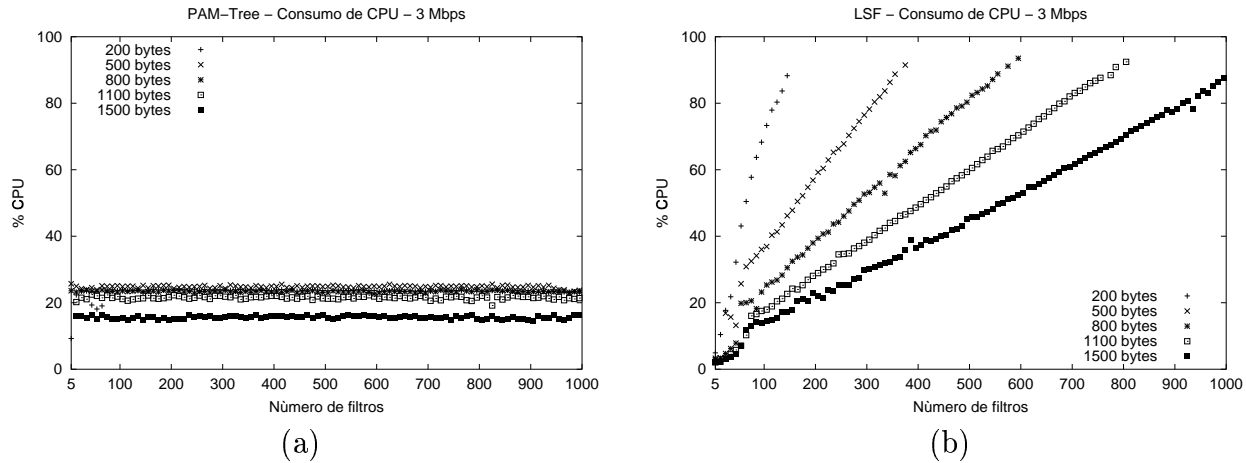 PAM-Tree - Consumo de CPU - 3 Mbps
100
80
60
40
20
0
% CPU
200 bytes
500 bytes
800 bytes
1100 bytes
1500 bytes
5 100 200 300 400 500 600 700 800 900 1000
Nùmero de filtros
(a)
LSF - Consumo de CPU - 3 Mbps
100
80
60
40
20
0
% CPU
200 bytes
500 bytes
800 bytes
1100 bytes
1500 bytes
5 100 200 300 400 500 600 700 800 900 1000
Nùmero de filtros
(b)